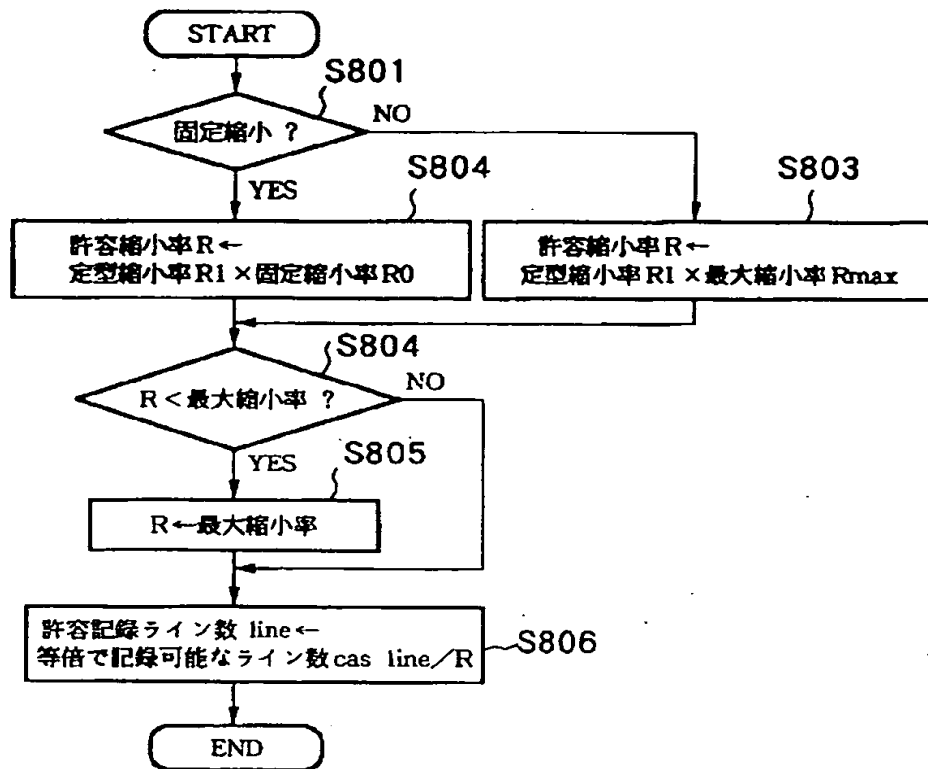 START
S801
固定縮小 ?
NO
YES
S804
許容縮小率R←
定型縮小率R1×固定縮小率R0
S803
許容縮小率R←
定型縮小率R1×最大縮小率Rmax
S804
R<最大縮小率 ?
NO
YES
S805
R←最大縮小率
許容記録ライン数 line←
等倍で記録可能なライン数cas line/R
S806
END